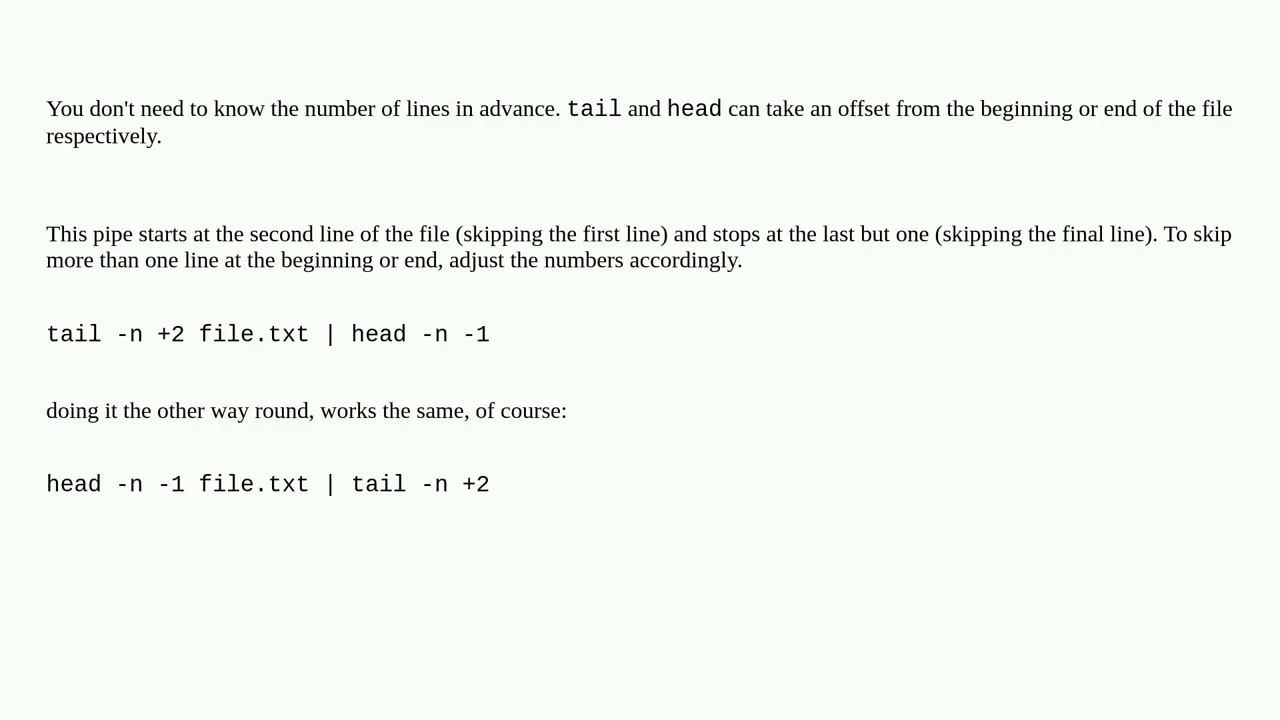 You don't need to know the number of lines in advance. tail and head can take an offset from the beginning or end of the file
respectively.
This pipe starts at the second line of the file (skipping the first line) and stops at the last but one (skipping the final line). To skip
more than one line at the beginning or end, adjust the numbers accordingly.
tail -n +2 file.txt | head -n -1
doing it the other way round, works the same, of course:
head -n -1 file.txt | tail -n +2